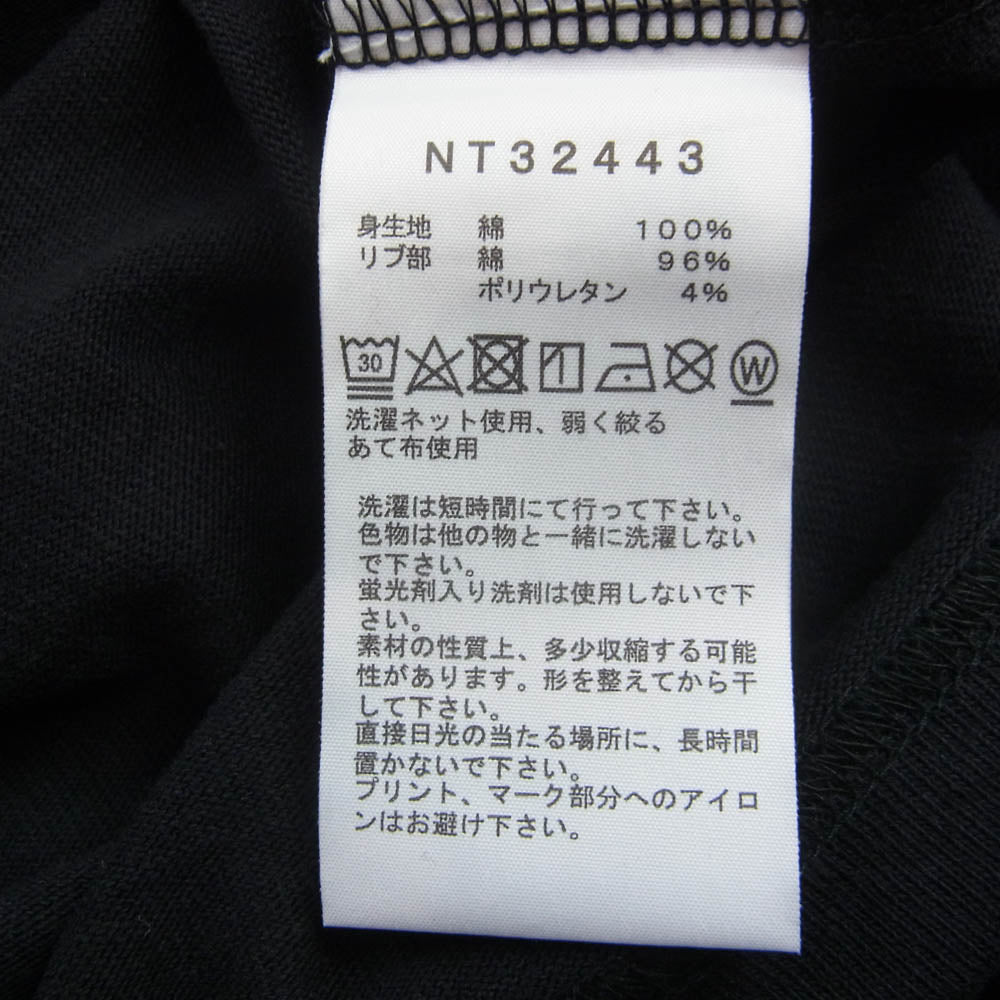 NT32443
身生地 綿 100%
リブ部 綿 96%
ポリウレタン 4%
30 W
洗濯ネット使用、弱く絞る
あて布使用
洗濯は短時間にて行って下さい。
色物は他の物と一緒に洗濯しない
で下さい。
蛍光剤入り洗剤は使用しないで下
さい。
素材の性質上、多少収縮する可能
性があります。形を整えてから干
して下さい。
直接日光の当たる場所に、長時間
置かないで下さい。
プリント、マーク部分へのアイロ
ンはお避け下さい。